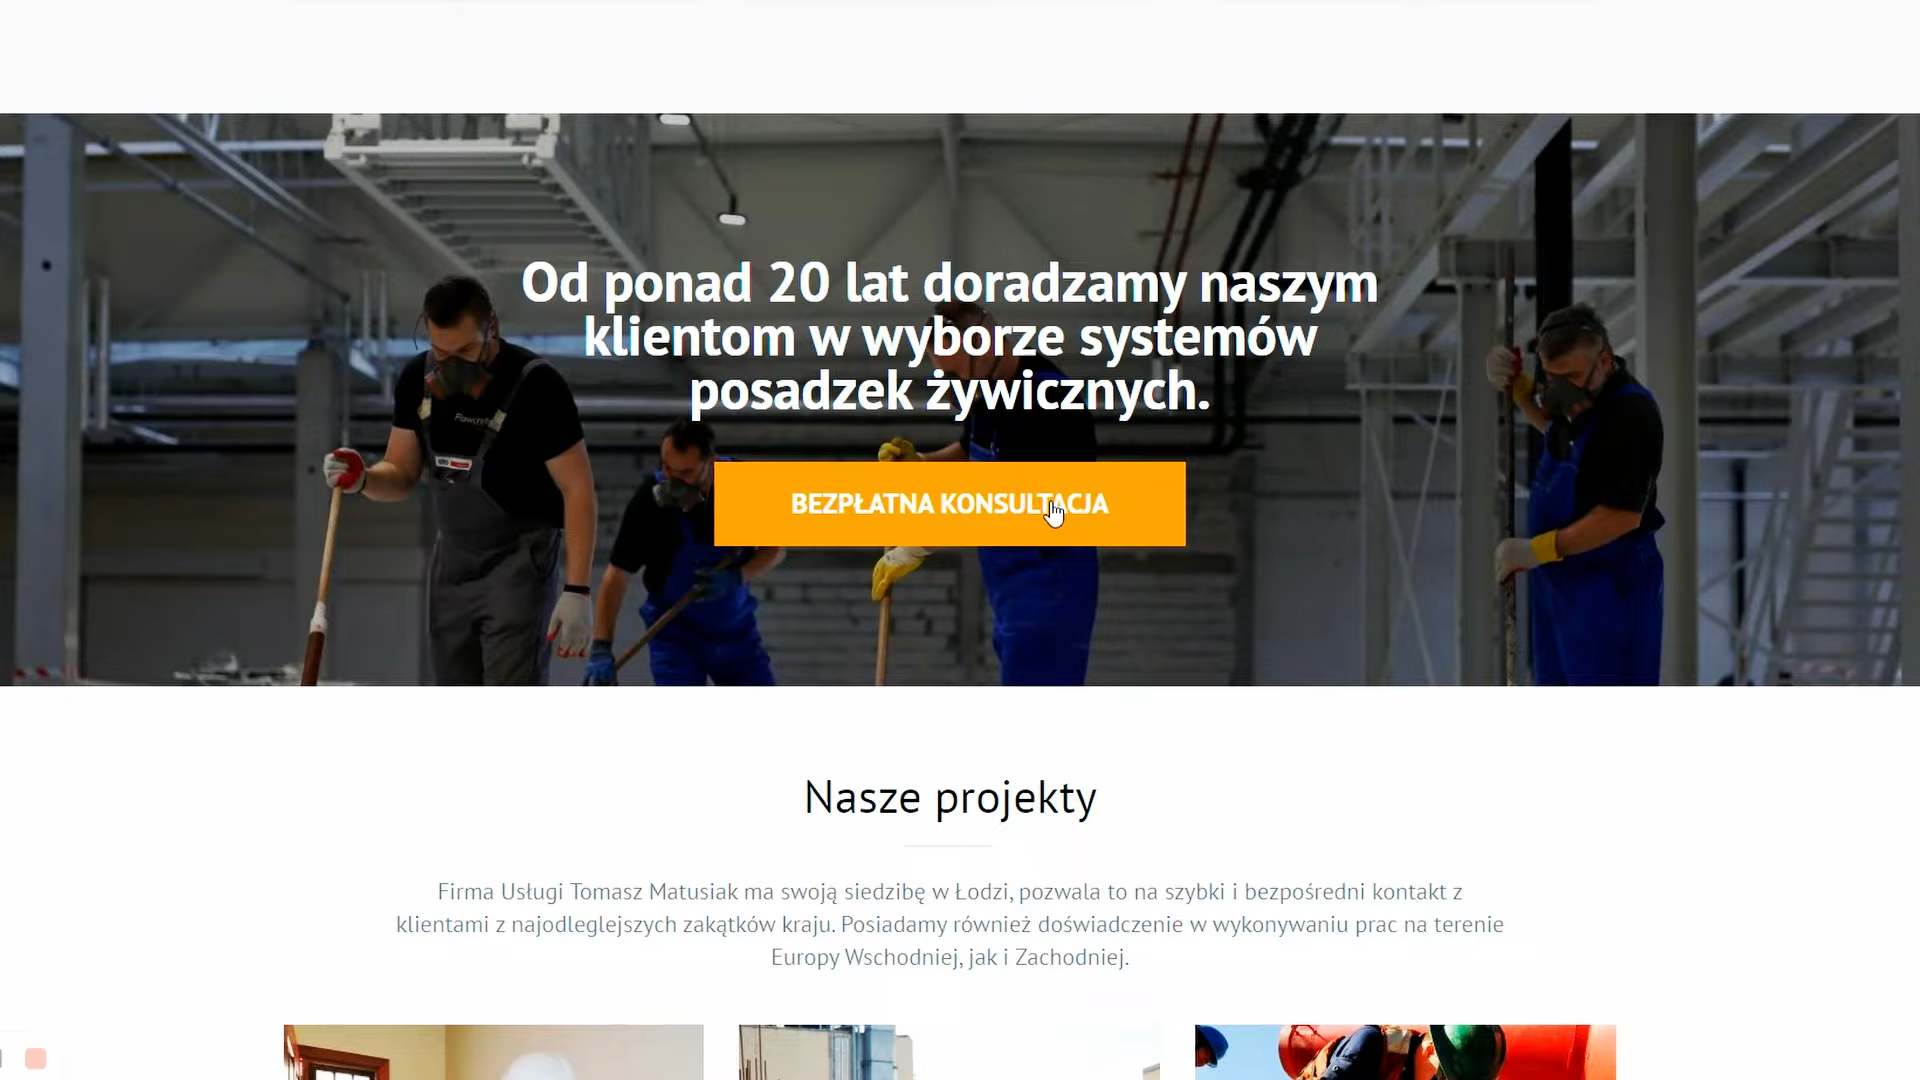 Od ponad 20 lat doradzamy naszym
klientom w wyborze systemów
posadzek żywicznych.
BEZPŁATNA KONSULTACJA
Nasze projekty
Firma Usługi Tomasz Matusiak ma swoją siedzibę w Łodzi, pozwala to na szybki i bezpośredni kontakt z
klientami z najodleglejszych zakątków kraju. Posiadamy również doświadczenie w wykonywaniu prac na terenie
Europy Wschodniej, jak i Zachodniej.